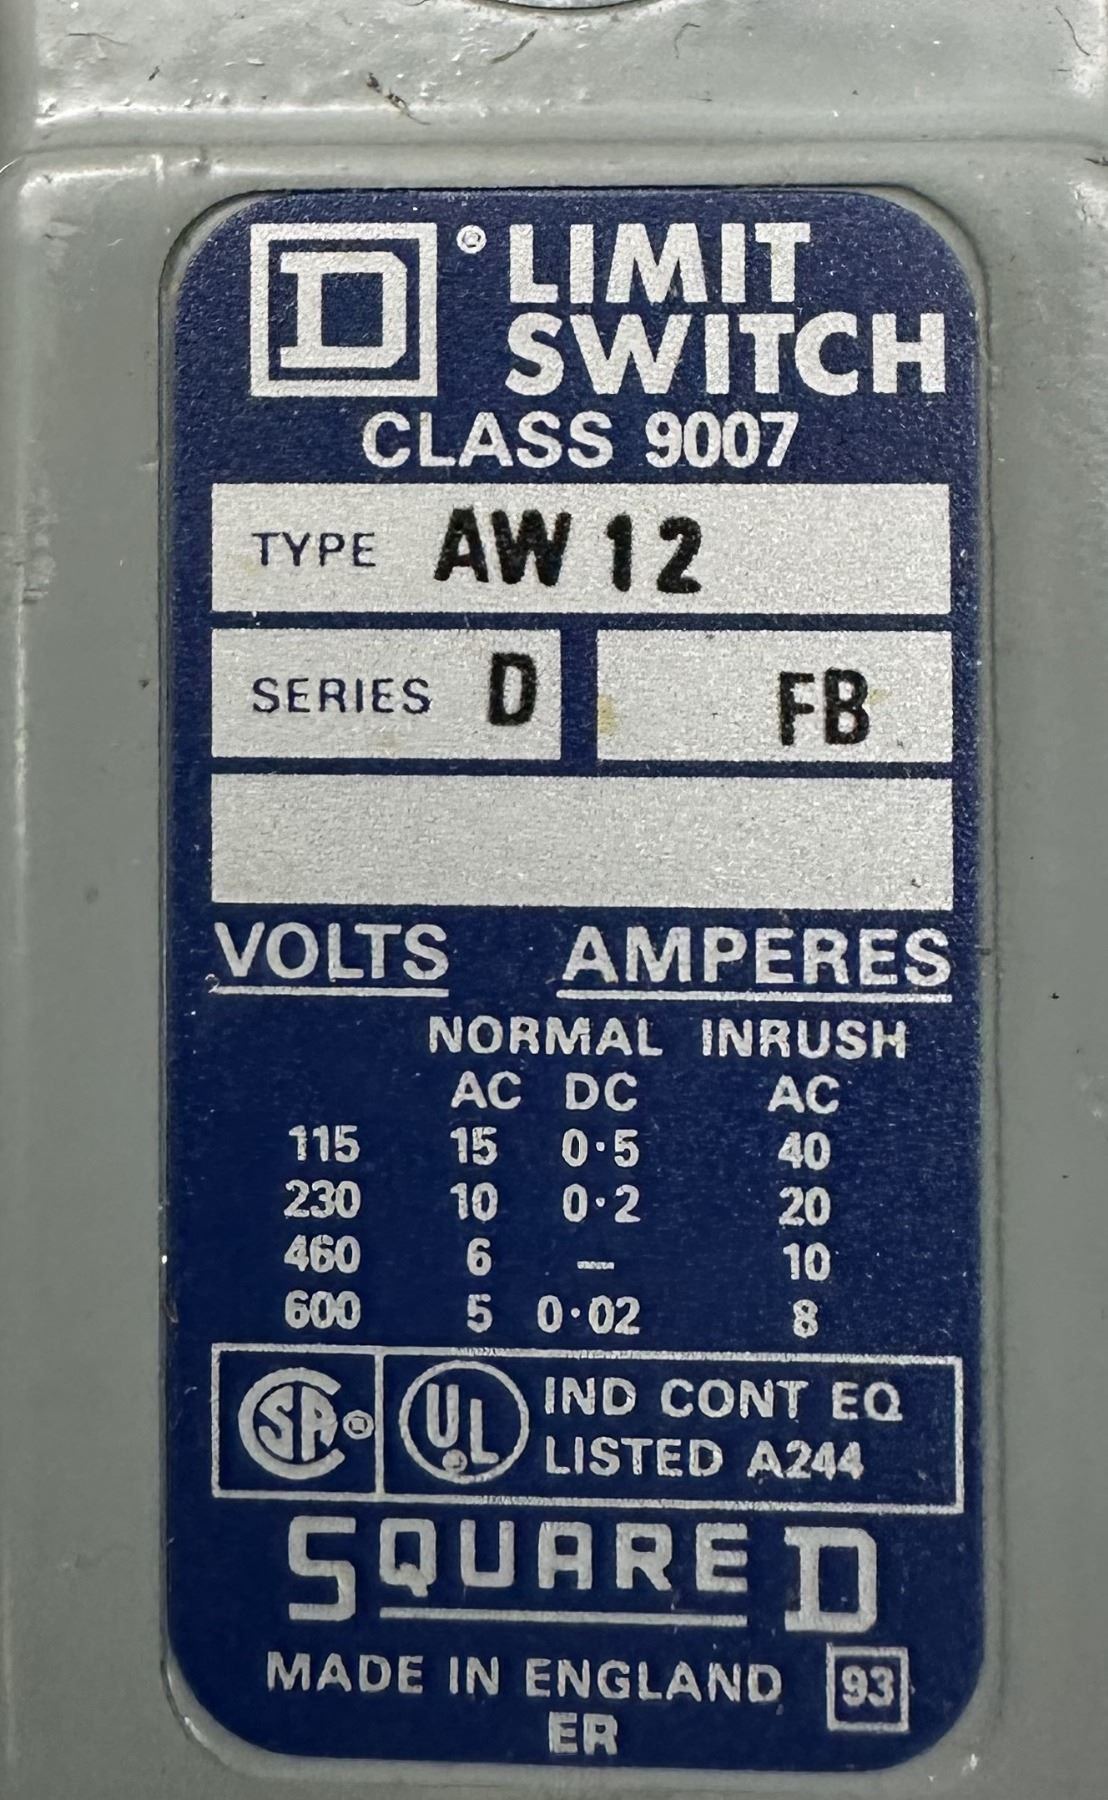 D ® LIMIT
SWITCH
CLASS 9007
TYPE AW 12
SERIES D FB
VOLTS AMPERES
NORMAL INRUSH
AC DC AC
115 15 0·5 40
230 10 0·2 20
460 6 — 10
600 5 0·02 8
SA ® UL ® IND CONT EQ
LISTED A244
SQUARE D
MADE IN ENGLAND 93
ER